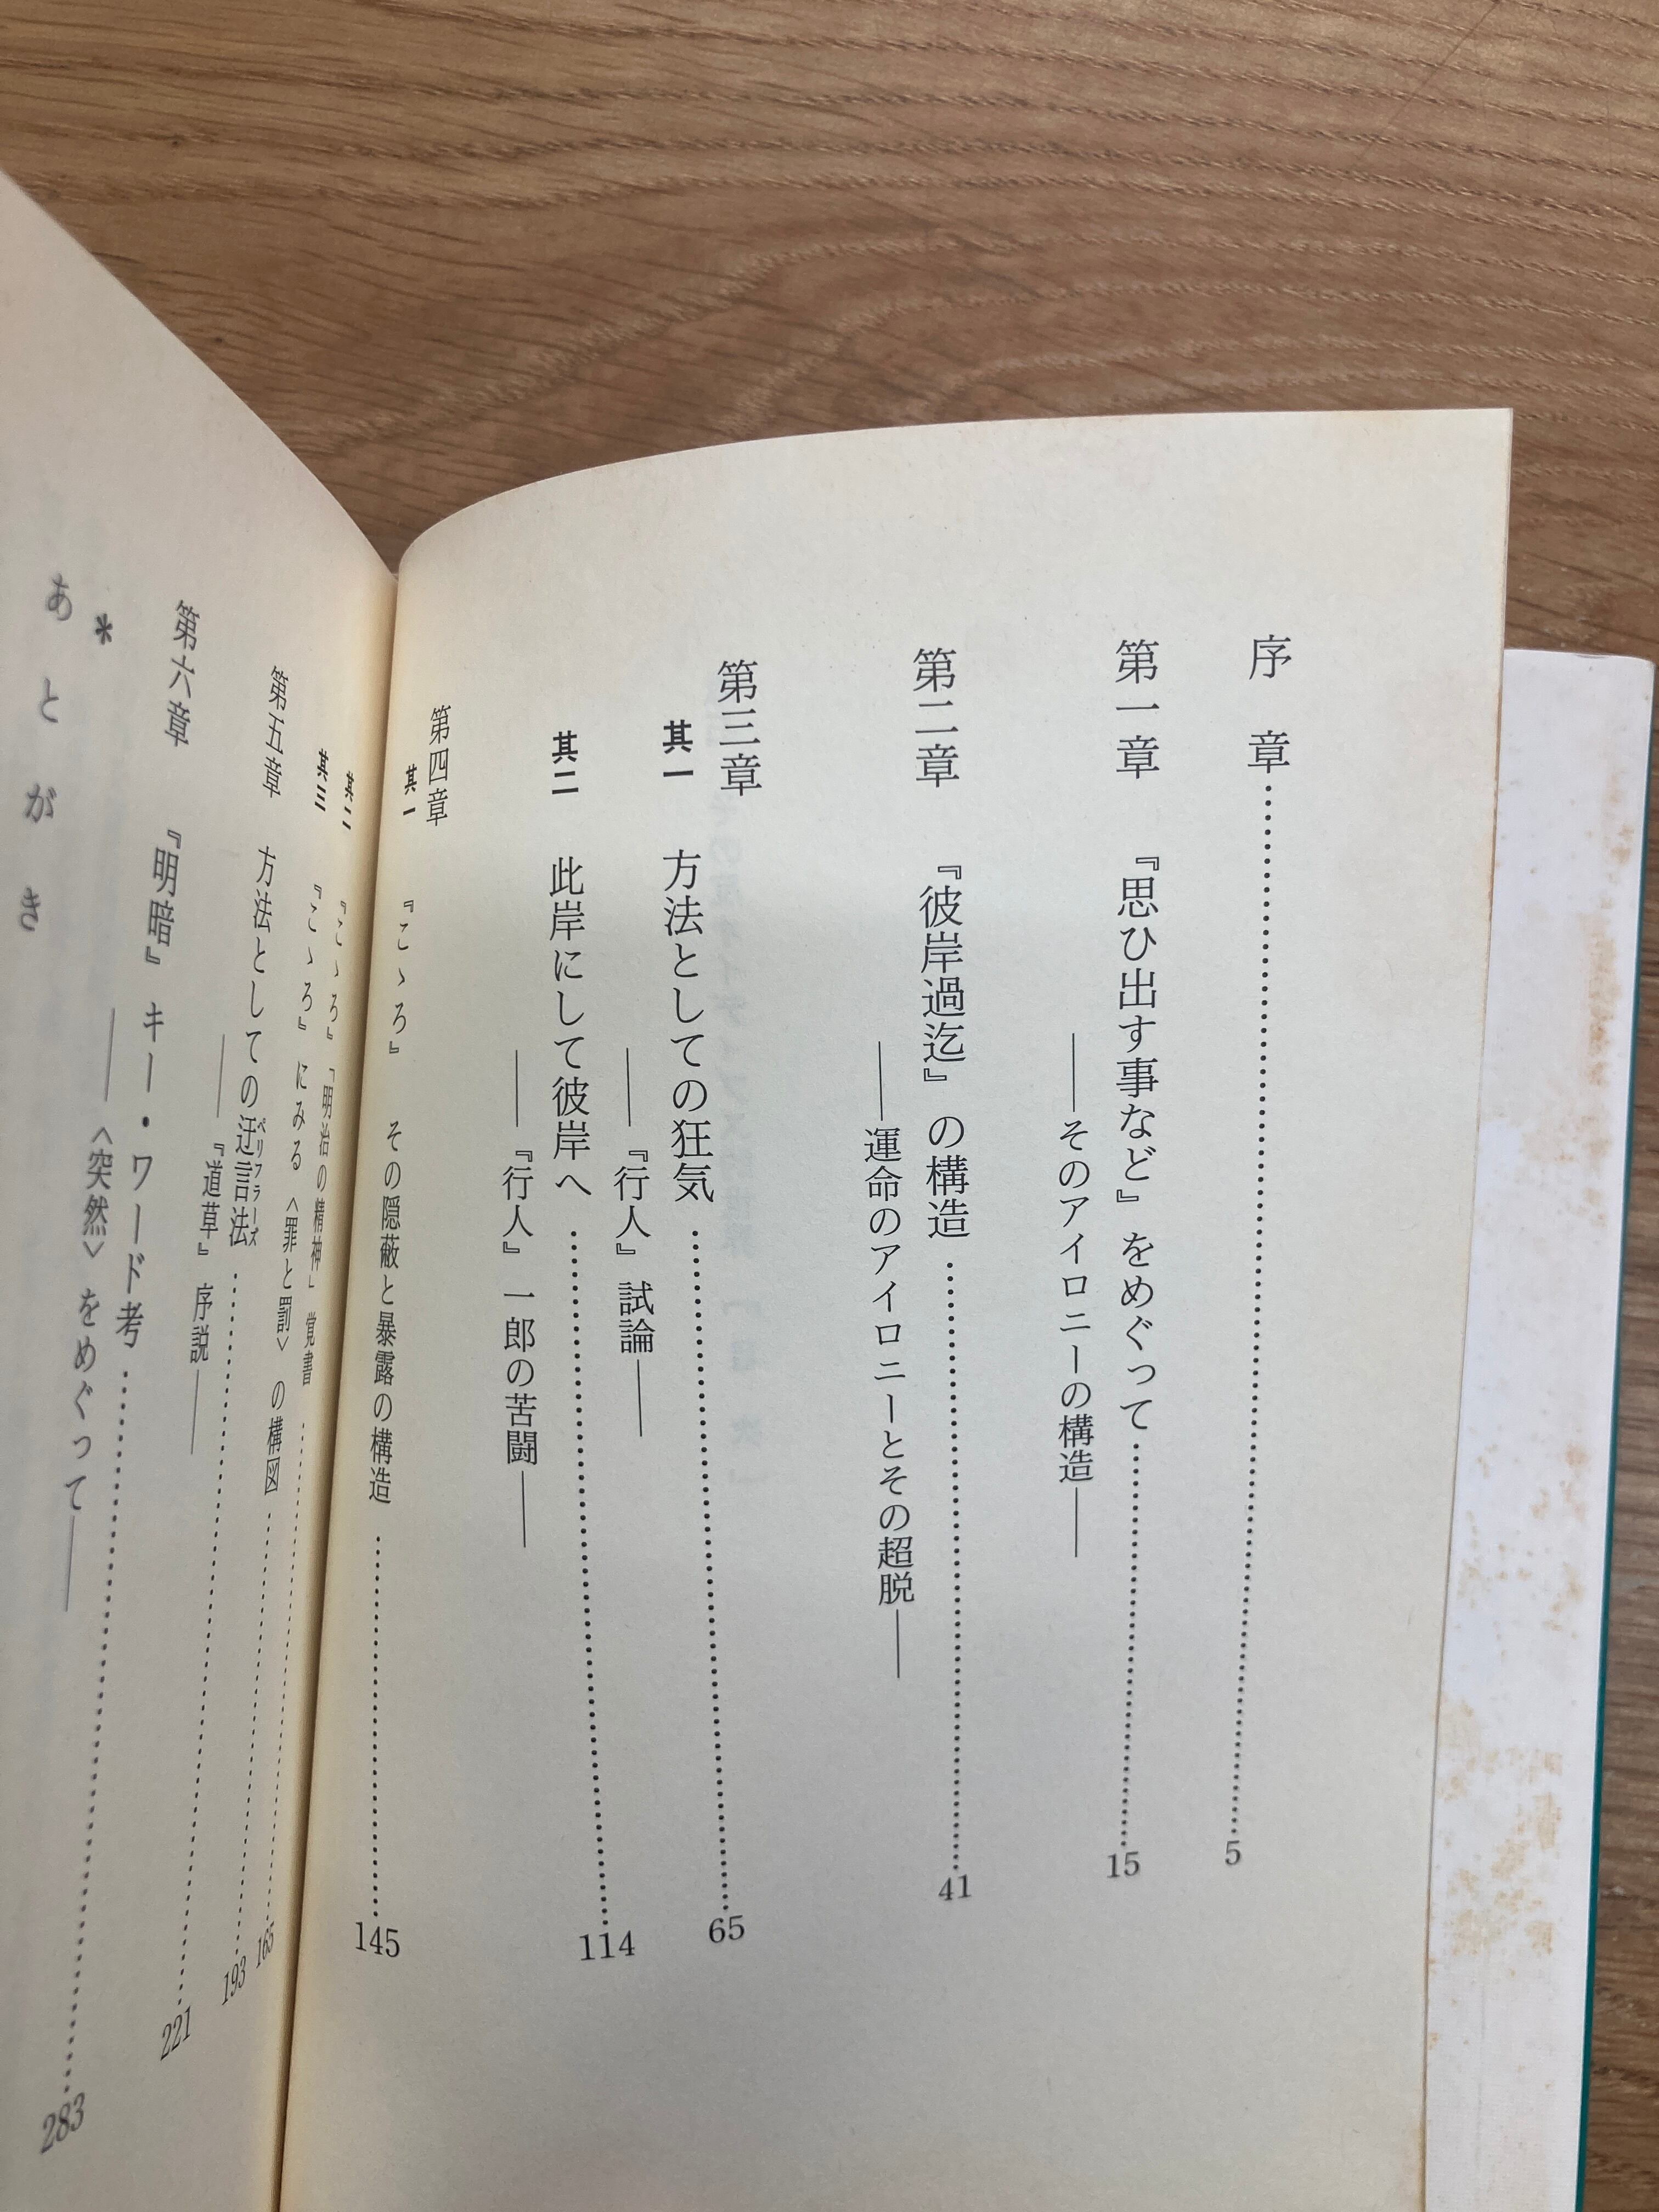 序　章 5
第一章　『思ひ出す事など』をめぐって 15
――そのアイロニーの構造――
第二章　『彼岸過迄』の構造 41
――運命のアイロニーとその超脱――
第三章
其一　方法としての狂気 65
――『行人』試論――
其二　此岸にして彼岸へ 114
――『行人』一郎の苦闘――
第四章
其一　『こゝろ』　その隠蔽と暴露の構造 145
其二　『こゝろ』「明治の精神」覚書 165
其三　『こゝろ』にみる〈罪と罰〉の構図 193
第五章　方法としての迂言法 221
ペリフラーズ
――『道草』序説――
第六章　『明暗』キー・ワード考 283
――〈突然〉をめぐって――
＊
あとがき